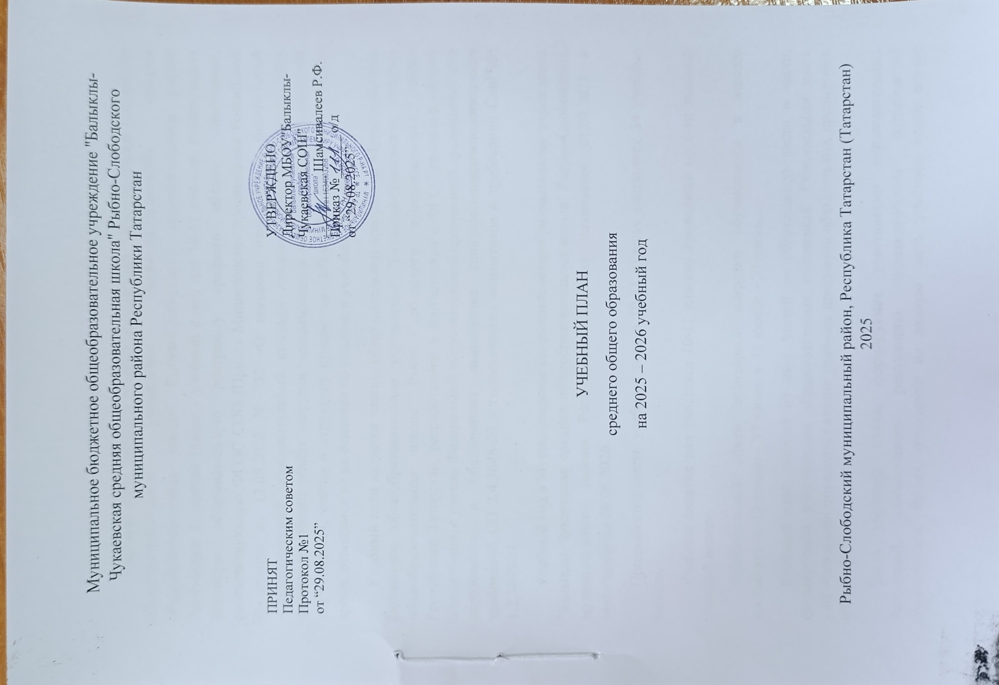 Муниципальное бюджетное общеобразовательное учреждение "Балыклы-
Чукаевская средняя общеобразовательная школа" Рыбно-Слободского
муниципального района Республики Татарстан
ПРИНЯТ
Педагогическим советом
Протокол №1
от “29.08.2025”
УТВЕРЖДЕНО
Директор МБОУ"Балыклы-
Чукаевская СОШ"
Шамсивалеев Р.Ф.
Приказ № о/д
от “29.08.2025”
УЧЕБНЫЙ ПЛАН
среднего общего образования
на 2025 – 2026 учебный год
Рыбно-Слободский муниципальный район, Республика Татарстан (Татарстан)
2025